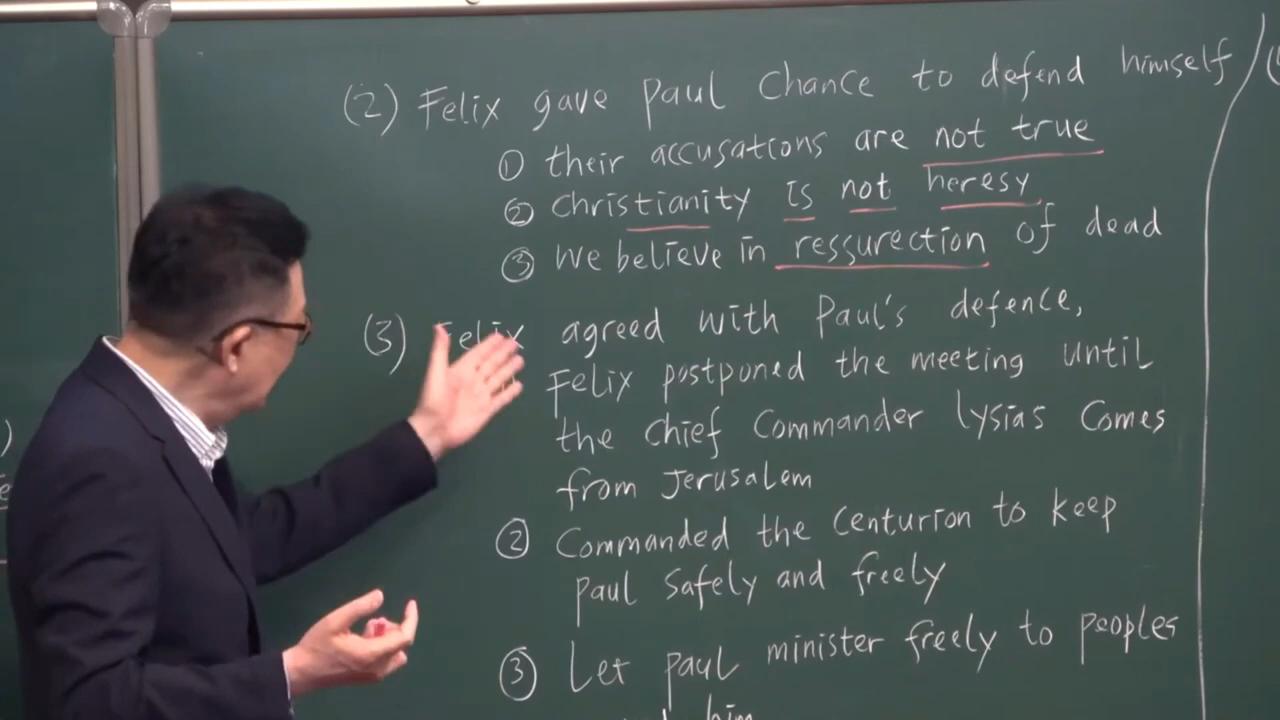 (2) Felix gave Paul Chance to defend himself
① their accusations are not true
② Christianity is not heresy
③ we believe in ressurection of dead
(3) Felix agreed with Paul's defence,
Felix postponed the meeting until
the chief Commander lysias Comes
from Jerusalem
② Commanded the Centurion to keep
paul safely and freely
③ Let paul minister freely to peoples
him